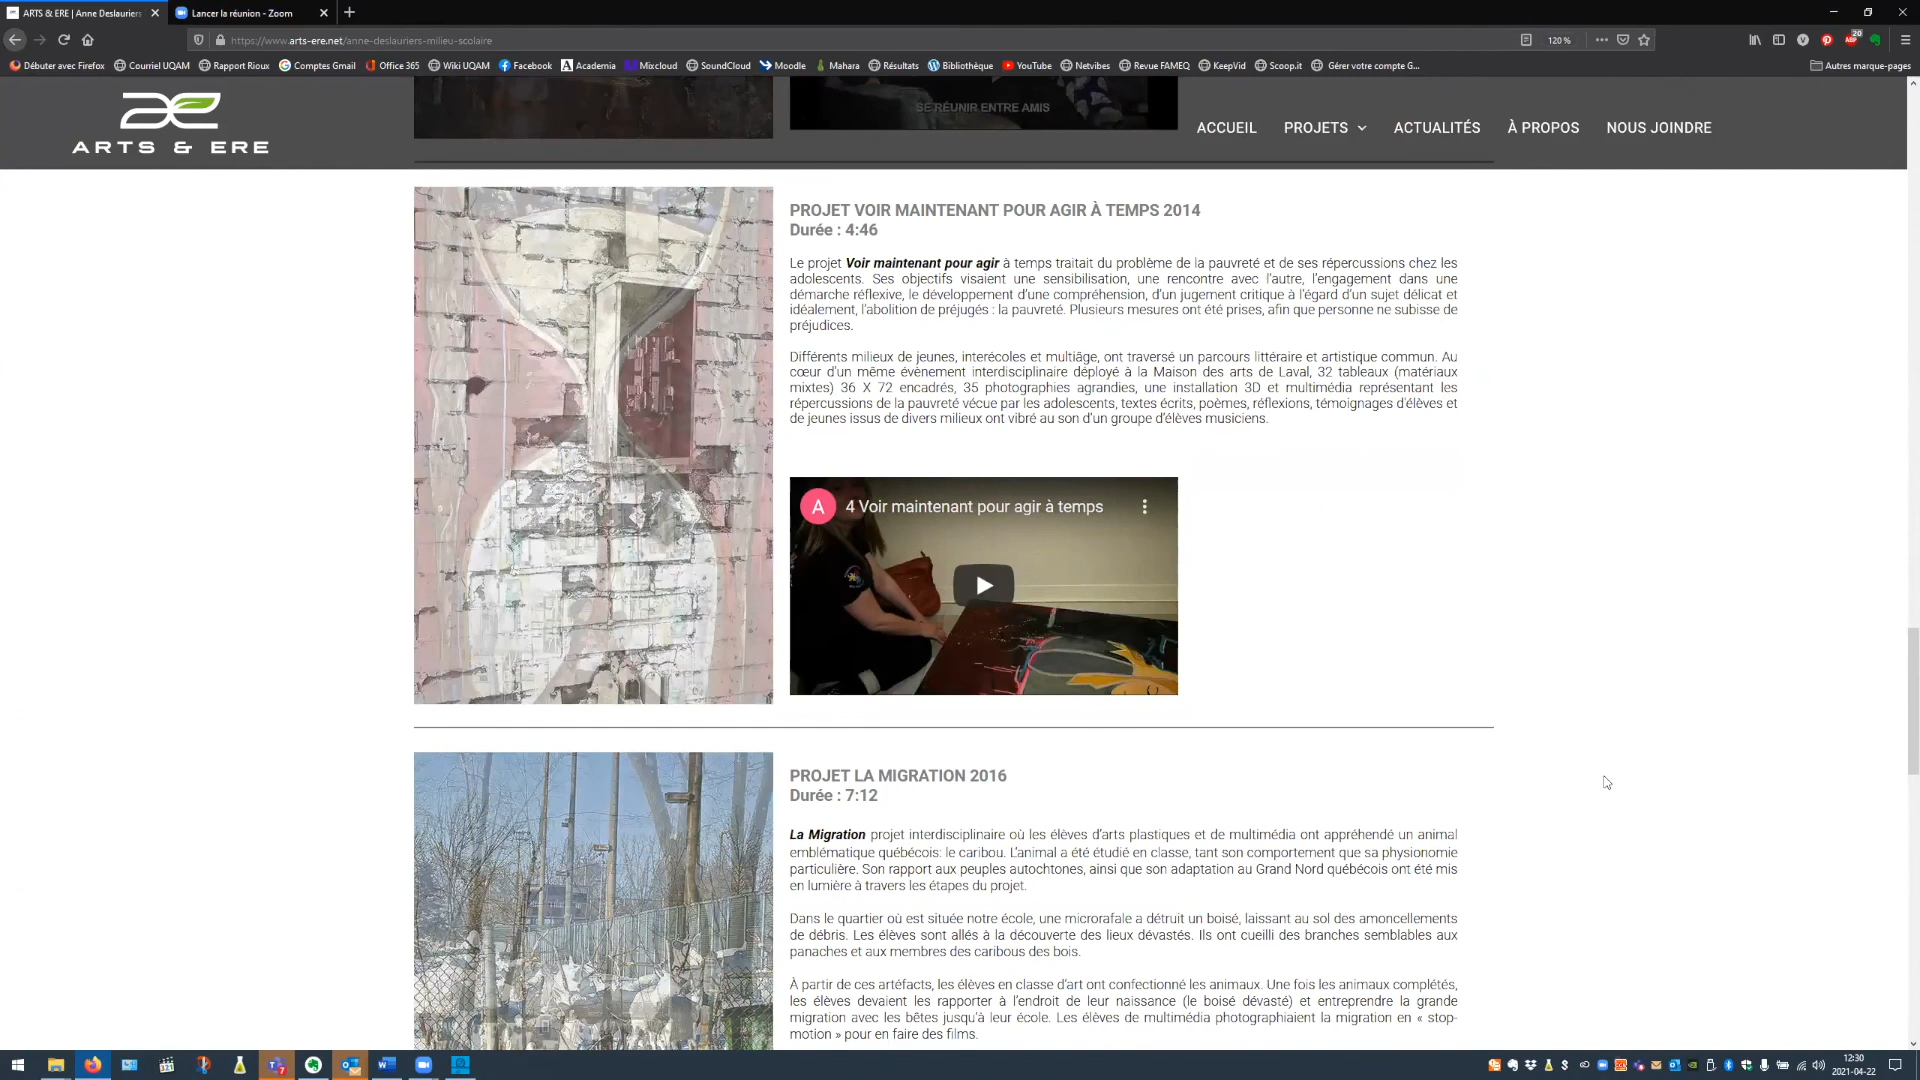 ARTS & ERE | Anne Deslauriers
Lancer la réunion - Zoom
https://www.arts-ere.net/anne-deslauriers-milieu-scolaire
120 %
Débuter avec Firefox
Courriel UQAM
Rapport Rioux
Comptes Gmail
Office 365
Wiki UQAM
Facebook
Academia
Mixcloud
SoundCloud
Moodle
Mahara
Résultats
Bibliothèque
YouTube
Netvibes
Revue FAMEQ
KeepVid
Scoop.it
Gérer votre compte G...
Autres marque-pages
SE RÉUNIR ENTRE AMIS
ARTS & ERE
ACCUEIL
PROJETS
ACTUALITÉS
À PROPOS
NOUS JOINDRE
PROJET VOIR MAINTENANT POUR AGIR À TEMPS 2014
Durée : 4:46
Le projet Voir maintenant pour agir à temps traitait du problème de la pauvreté et de ses répercussions chez les
adolescents. Ses objectifs visaient une sensibilisation, une rencontre avec l'autre, l'engagement dans une
démarche réflexive, le développement d'une compréhension, d'un jugement critique à l'égard d'un sujet délicat et
idéalement, l'abolition de préjugés : la pauvreté. Plusieurs mesures ont été prises, afin que personne ne subisse de
préjudices.
Différents milieux de jeunes, interécoles et multiâge, ont traversé un parcours littéraire et artistique commun. Au
cœur d'un même évènement interdisciplinaire déployé à la Maison des arts de Laval, 32 tableaux (matériaux
mixtes) 36 X 72 encadrés, 35 photographies agrandies, une installation 3D et multimédia représentant les
répercussions de la pauvreté vécue par les adolescents, textes écrits, poèmes, réflexions, témoignages d'élèves et
de jeunes issus de divers milieux ont vibré au son d'un groupe d'élèves musiciens.
A
4 Voir maintenant pour agir à temps
PROJET LA MIGRATION 2016
Durée : 7:12
La Migration projet interdisciplinaire où les élèves d'arts plastiques et de multimédia ont appréhendé un animal
emblématique québécois: le caribou. L'animal a été étudié en classe, tant son comportement que sa physionomie
particulière. Son rapport aux peuples autochtones, ainsi que son adaptation au Grand Nord québécois ont été mis
en lumière à travers les étapes du projet.
Dans le quartier où est située notre école, une microrafale a détruit un boisé, laissant au sol des amoncellements
de débris. Les élèves sont allés à la découverte des lieux dévastés. Ils ont cueilli des branches semblables aux
panaches et aux membres des caribous des bois.
À partir de ces artéfacts, les élèves en classe d'art ont confectionné les animaux. Une fois les animaux complétés,
les élèves devaient les rapporter à l'endroit de leur naissance (le boisé dévasté) et entreprendre la grande
migration avec les bêtes jusqu'à leur école. Les élèves de multimédia photographiaient la migration en « stop-
motion » pour en faire des films.
12:30
2021-04-22